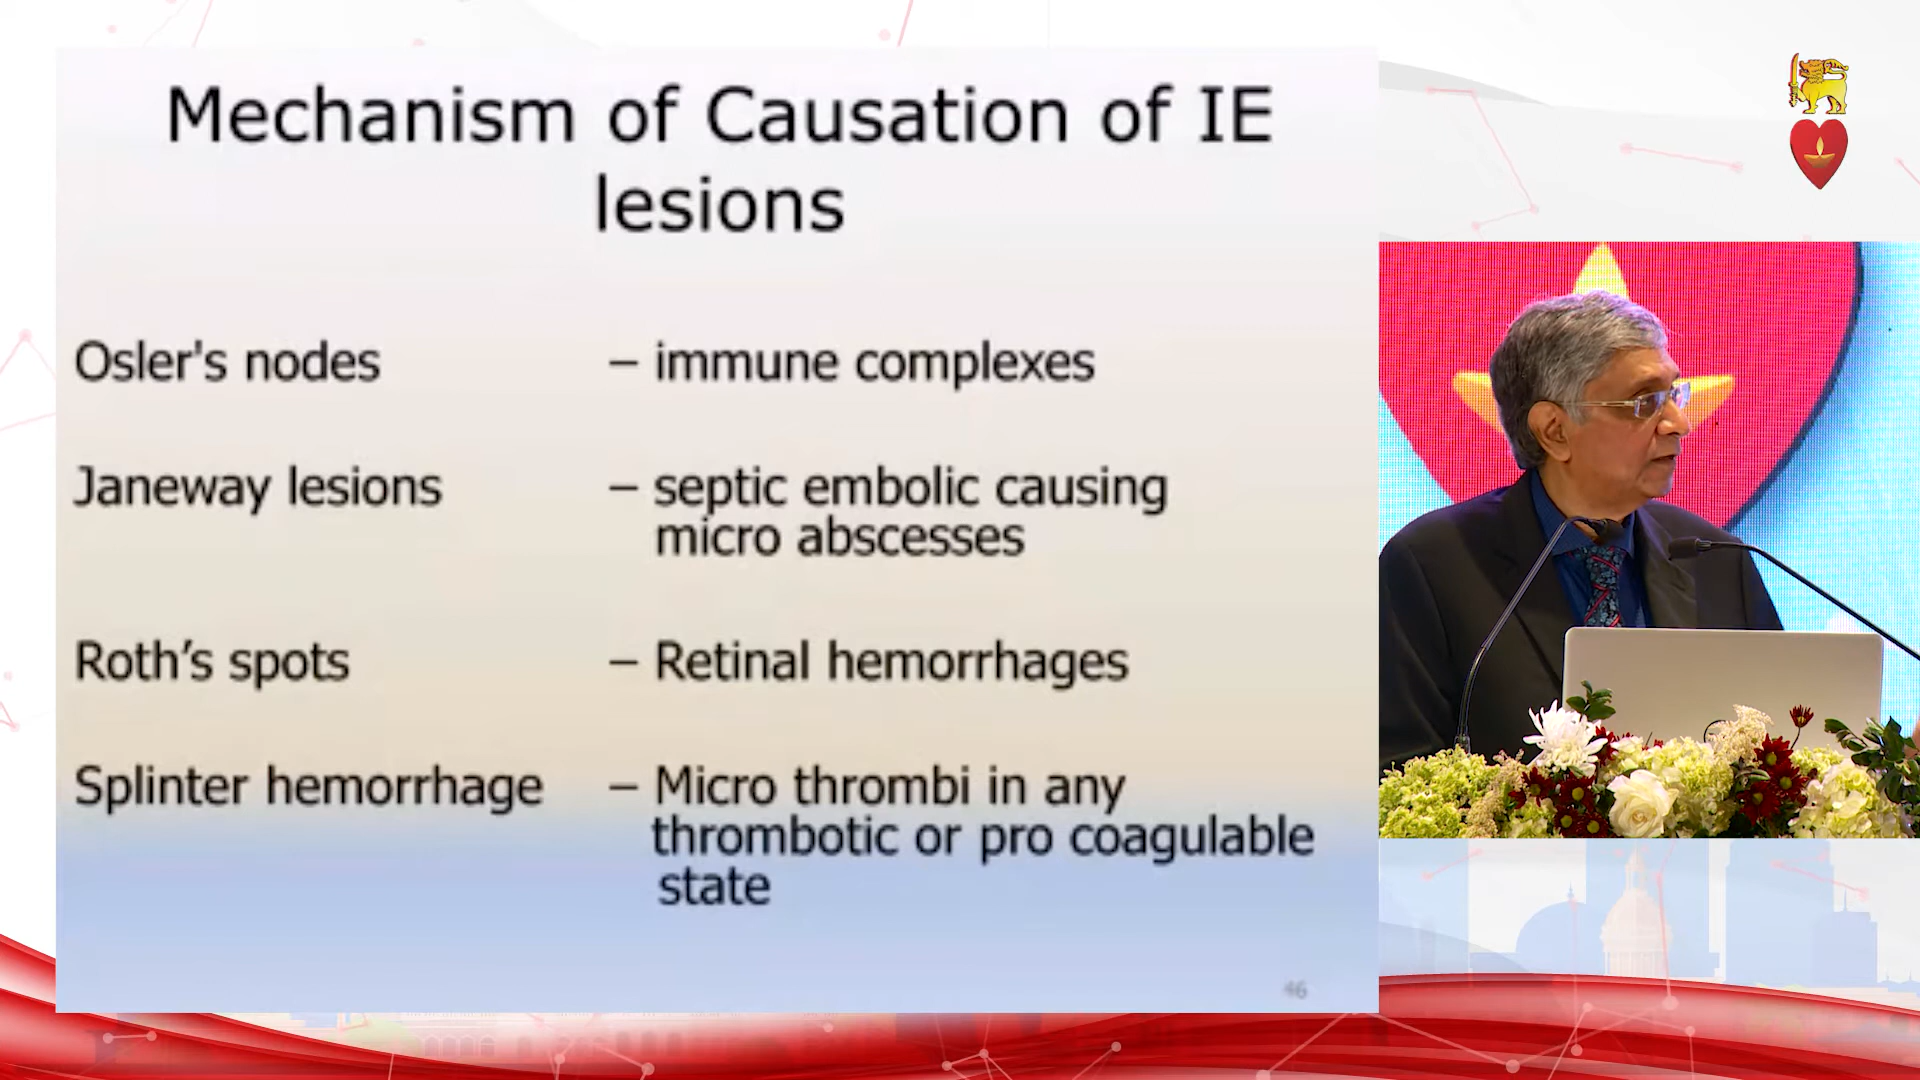 Mechanism of Causation of IE
lesions
Osler's nodes – immune complexes
Janeway lesions – septic embolic causing
micro abscesses
Roth’s spots – Retinal hemorrhages
Splinter hemorrhage – Micro thrombi in any
thrombotic or pro coagulable
state
46